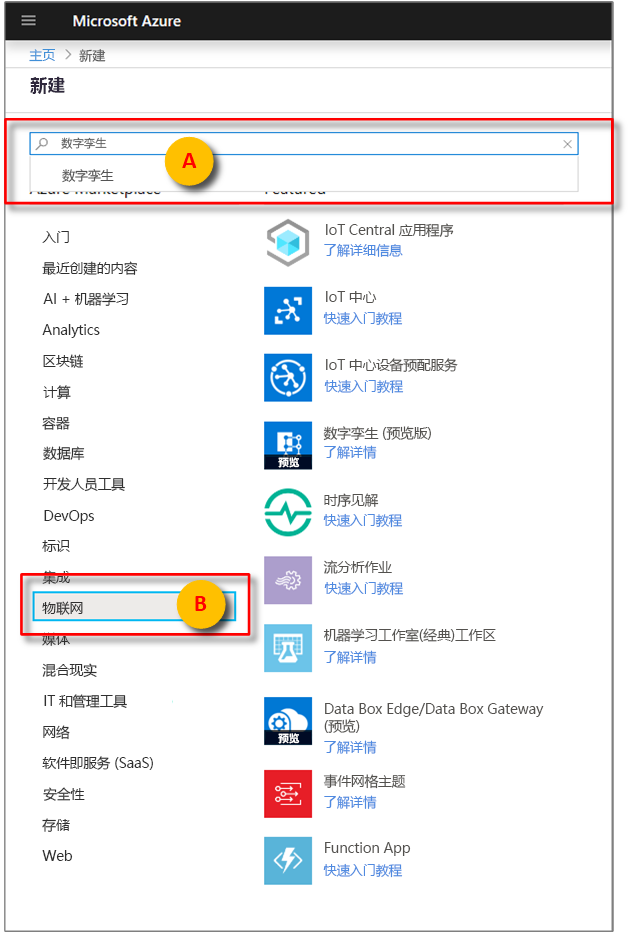 Microsoft Azure
主页 > 新建
新建
数字孪生
A
数字孪生
Azure Marketplace
Featured
入门
最近创建的内容
AI + 机器学习
Analytics
区块链
计算
容器
数据库
开发人员工具
DevOps
标识
集成
物联网
B
媒体
混合现实
IT 和管理工具
网络
软件即服务 (SaaS)
安全性
存储
Web
IoT Central 应用程序
了解详细信息
IoT 中心
快速入门教程
IoT 中心设备预配服务
快速入门教程
数字孪生 (预览版)
了解详情
预览
时序见解
快速入门教程
流分析作业
快速入门教程
机器学习工作室(经典)工作区
了解详情
Data Box Edge/Data Box Gateway
(预览)
了解详情
预览
事件网格主题
了解详情
Function App
快速入门教程